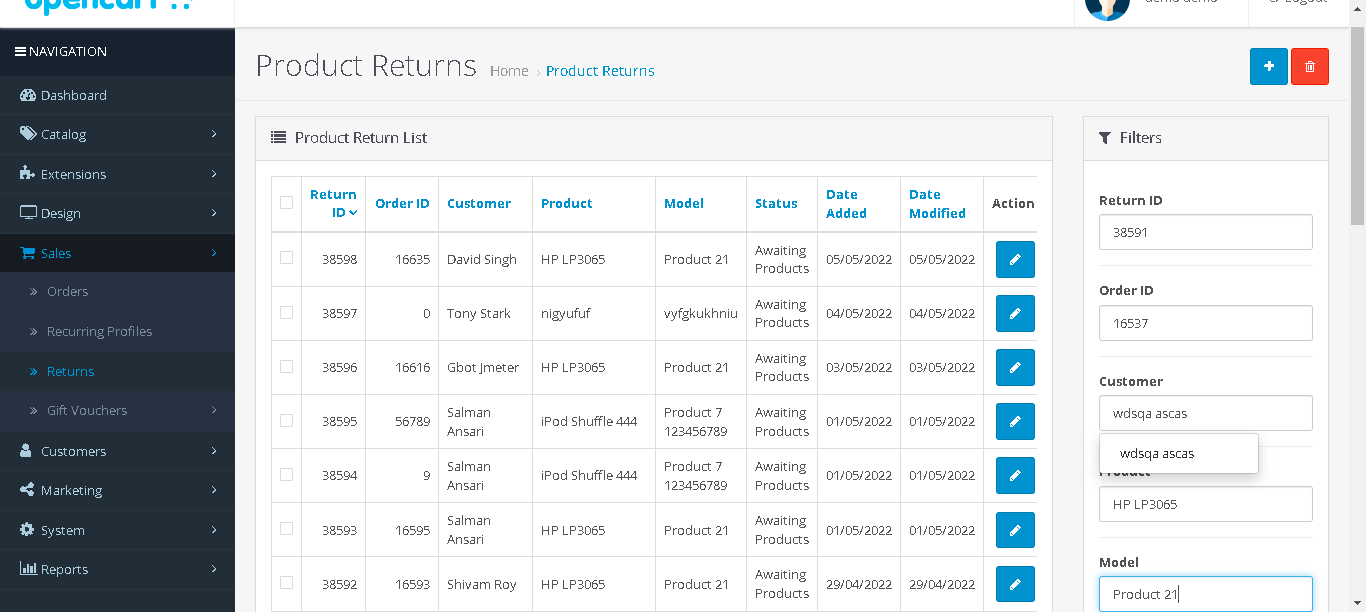 opencart
demo demo
Logout
NAVIGATION
Dashboard
Catalog
Extensions
Design
Sales
Orders
Recurring Profiles
Returns
Gift Vouchers
Customers
Marketing
System
Reports
Product Returns Home › Product Returns
Product Return List
Return ID Order ID Customer Product Model Status Date Added Date Modified Action
38598 16635 David Singh HP LP3065 Product 21 Awaiting Products 05/05/2022 05/05/2022
38597 0 Tony Stark nigyufuf vyfgkukhniu Awaiting Products 04/05/2022 04/05/2022
38596 16616 Gbot Jmeter HP LP3065 Product 21 Awaiting Products 03/05/2022 03/05/2022
38595 56789 Salman Ansari iPod Shuffle 444 Product 7 123456789 Awaiting Products 01/05/2022 01/05/2022
38594 9 Salman Ansari iPod Shuffle 444 Product 7 123456789 Awaiting Products 01/05/2022 01/05/2022
38593 16595 Salman Ansari HP LP3065 Product 21 Awaiting Products 01/05/2022 01/05/2022
38592 16593 Shivam Roy HP LP3065 Product 21 Awaiting Products 29/04/2022 29/04/2022
Filters
Return ID
38591
Order ID
16537
Customer
wdsqa ascas
wdsqa ascas
Product
HP LP3065
Model
Product 21